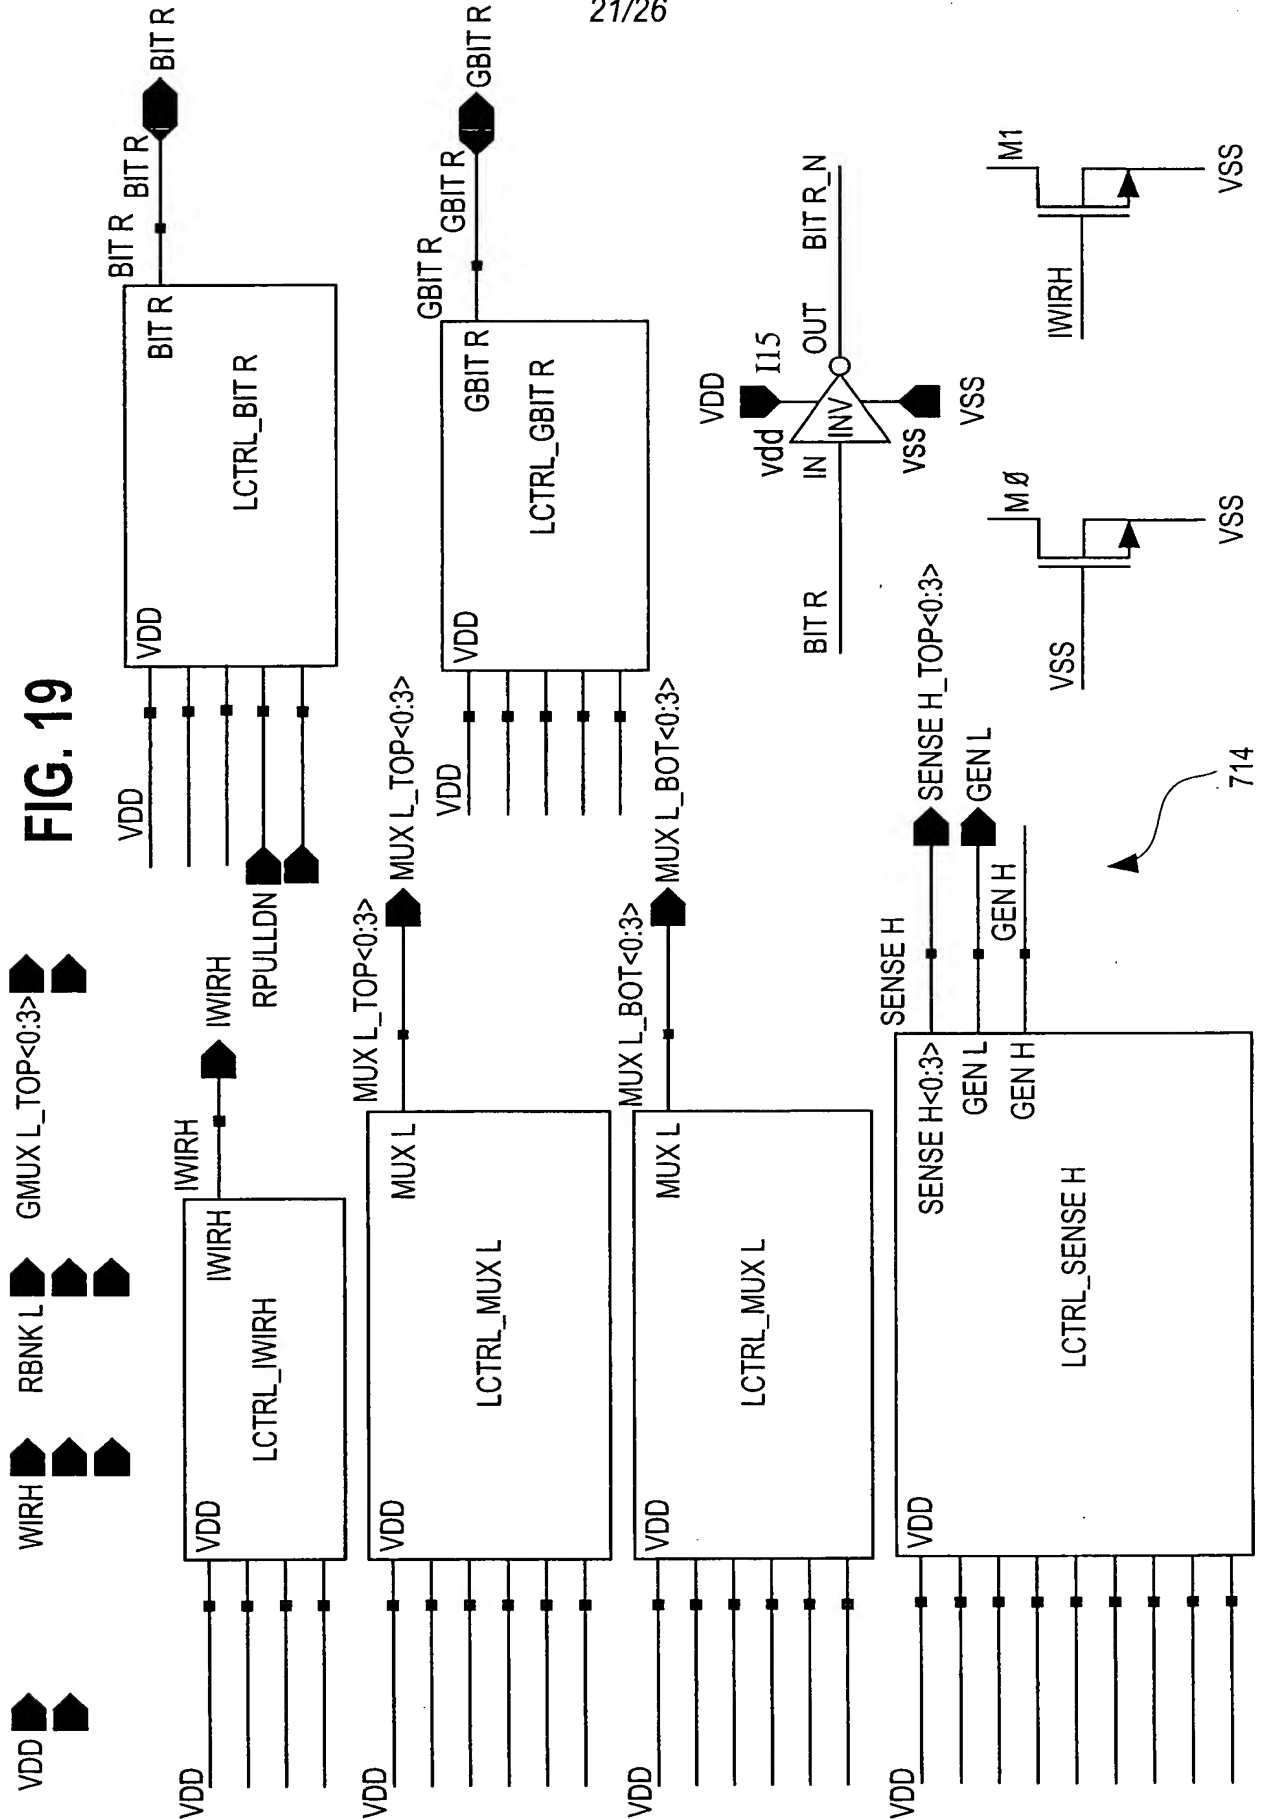 21/26
FIG. 19
VDD
WIRH
RBNK L
GMUX L_TOP<0:3>
VDD
VDD
LCTRL_IWIRH
IWIRH
IWIRH
IWIRH
VDD
VDD
RPULLDN
LCTRL_BIT R
BIT R
BIT R
BIT R
BIT R
VDD
VDD
LCTRL_MUX L
MUX L
MUX L_TOP<0:3>
MUX L_TOP<0:3>
VDD
VDD
LCTRL_GBIT R
GBIT R
GBIT R
GBIT R
GBIT R
VDD
VDD
LCTRL_MUX L
MUX L
MUX L_BOT<0:3>
MUX L_BOT<0:3>
BIT R
IN
INV
VDD
vdd
I15
VSS
VSS
OUT
BIT R_N
VDD
VDD
LCTRL_SENSE H
SENSE H<0:3>
GEN L
GEN H
SENSE H
GEN H
SENSE H_TOP<0:3>
GEN L
714
VSS
MØ
VSS
IWIRH
M1
VSS